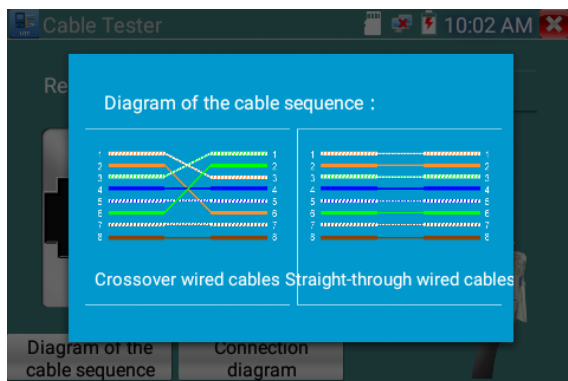 Cable Tester
10:02 AM
Re
Diagram of the cable sequence :
1 1
2 2
3 3
4 4
5 5
6 6
7 7
8 8
1 1
2 2
3 3
4 4
5 5
6 6
7 7
8 8
Crossover wired cables
Straight-through wired cables
Diagram of the
cable sequence
Connection
diagram